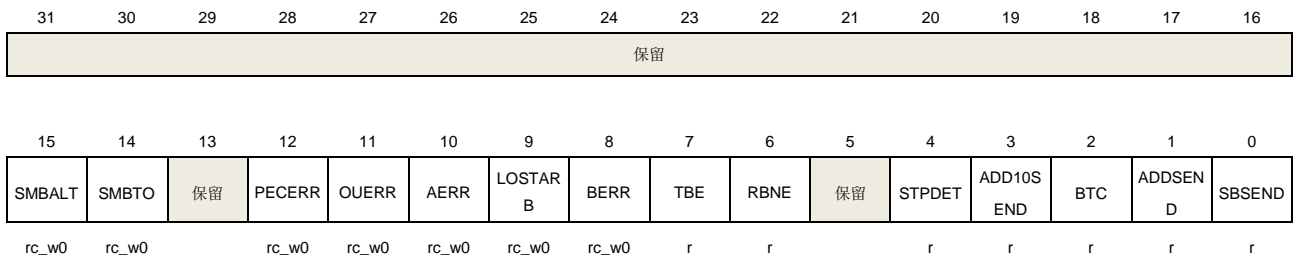 31 30 29 28 27 26 25 24 23 22 21 20 19 18 17 16
保留
15 14 13 12 11 10 9 8 7 6 5 4 3 2 1 0
SMBALT SMBTO 保留 PECERR OUERR AERR LOSTAR
B BERR TBE RBNE 保留 STPDET ADD10S
END BTC ADDSEN
D SBSEND
rc_w0 rc_w0 rc_w0 rc_w0 rc_w0 rc_w0 rc_w0 r r r r r r r